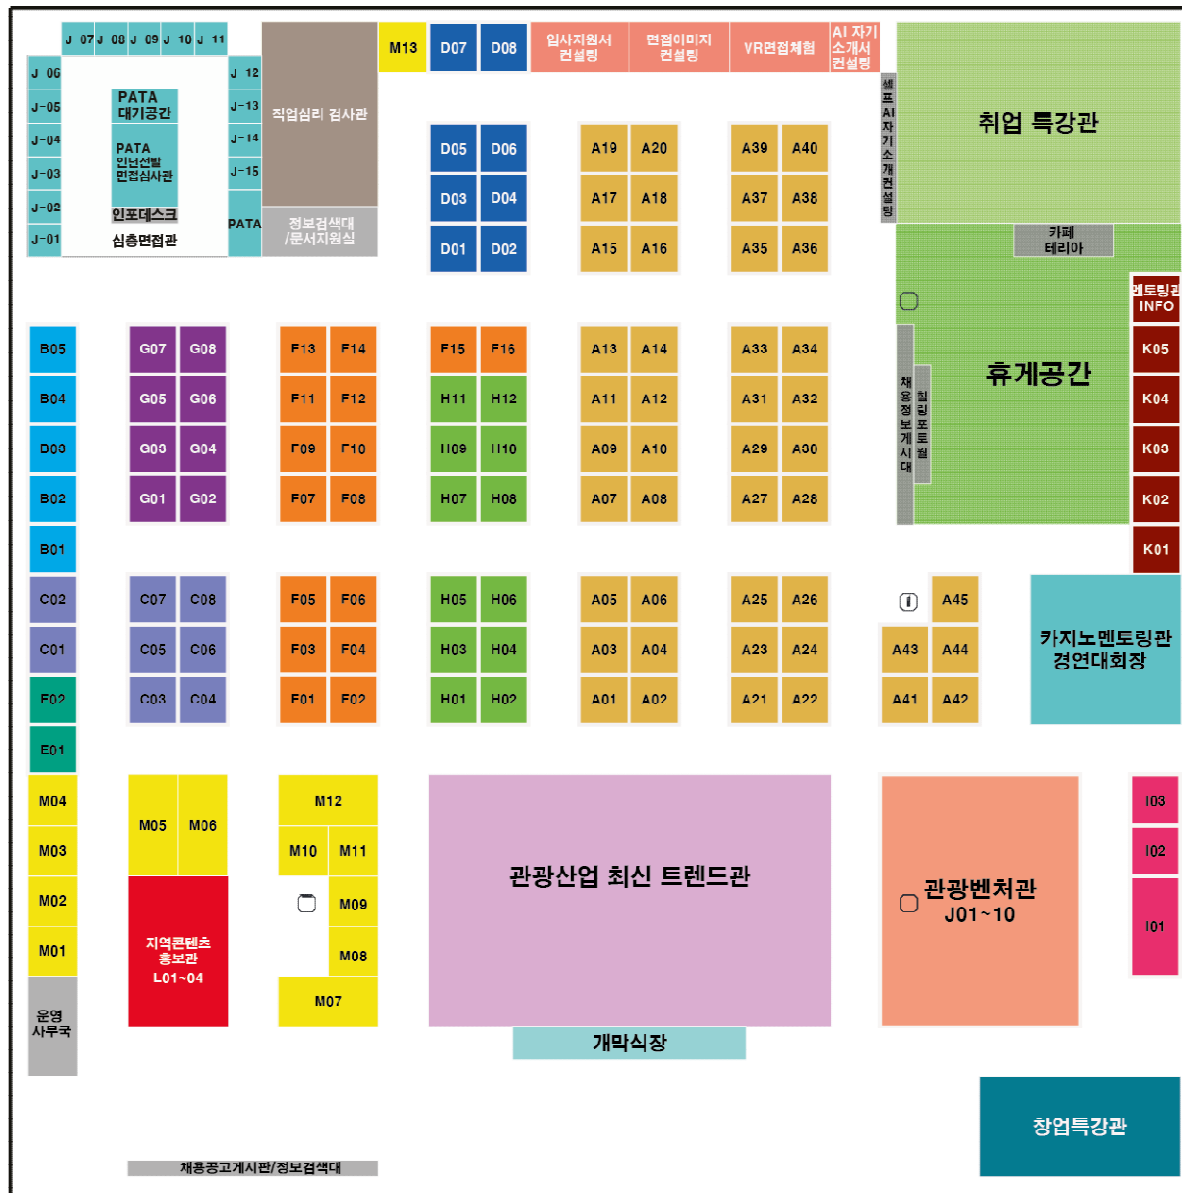 J 07 J 08 J 09 J 10 J 11
M13 D07 D08
입사지원서
컨설팅
면접이미지
컨설팅
VR면접체험
AI 자기
소개서
컨설팅
J 06
J-05
J-04
J-03
J-02
J-01
PATA
대기공간
PATA
인턴선발
면접심사관
인포데스크
심층면접관
J 12
J-13
J-14
J-15
PATA
직업심리 검사관
정보검색대
/문서지원실
셀프AI자기소개컨설팅
취업 특강관
D05 D06 A19 A20 A39 A40
D03 D04 A17 A18 A37 A38
D01 D02 A15 A16 A35 A36
카페
테리아
멘토링관
INFO
휴게공간
채용정보게시대
힐링포토월
B05 G07 G08 F13 F14 F15 F16 A13 A14 A33 A34 K05
B04 G05 G06 F11 F12 H11 H12 A11 A12 A31 A32 K04
B03 G03 G04 F09 F10 H09 H10 A09 A10 A29 A30 K03
B02 G01 G02 F07 F08 H07 H08 A07 A08 A27 A28 K02
B01 K01
C02 C07 C08 F05 F06 H05 H06 A05 A06 A25 A26 A45
C01 C05 C06 F03 F04 H03 H04 A03 A04 A23 A24 A43 A44
E02 C03 C04 F01 F02 H01 H02 A01 A02 A21 A22 A41 A42
카지노멘토링관
경연대회장
E01
M04 M05 M06 M12 I03
M03 M10 M11 I02
M02 M09 I01
M01 M08
M07
지역콘텐츠
홍보관
L01~04
관광산업 최신 트렌드관
관광벤처관
J01~10
운영
사무국
개막식장
창업특강관
채용공고게시판/정보검색대